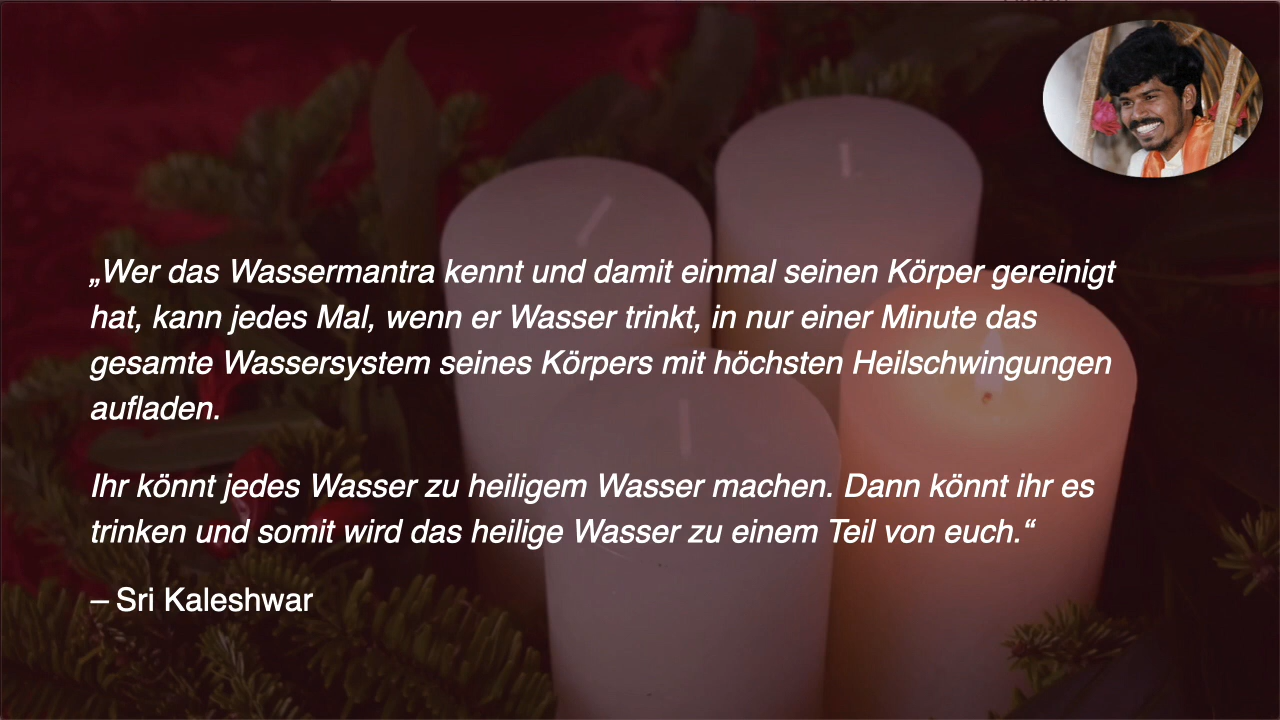 „Wer das Wassermantra kennt und damit einmal seinen Körper gereinigt
hat, kann jedes Mal, wenn er Wasser trinkt, in nur einer Minute das
gesamte Wassersystem seines Körpers mit höchsten Heilschwingungen
aufladen.
Ihr könnt jedes Wasser zu heiligem Wasser machen. Dann könnt ihr es
trinken und somit wird das heilige Wasser zu einem Teil von euch.“
– Sri Kaleshwar